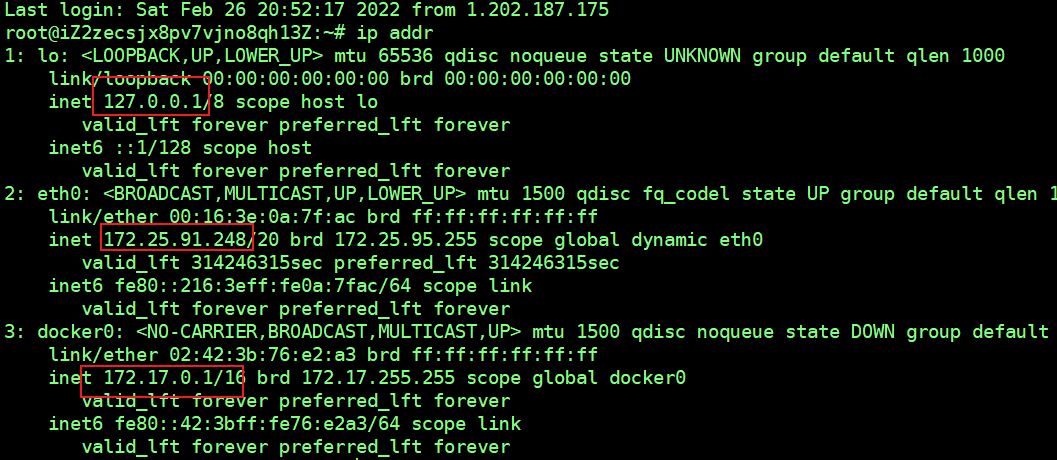 Last login: Sat Feb 26 20:52:17 2022 from 1.202.187.175
root@iZ2zecsjx8pv7vjno8qh13Z:~# ip addr
1: lo: <LOOPBACK,UP,LOWER_UP> mtu 65536 qdisc noqueue state UNKNOWN group default qlen 1000
    link/loopback 00:00:00:00:00:00 brd 00:00:00:00:00:00
    inet 127.0.0.1/8 scope host lo
       valid_lft forever preferred_lft forever
    inet6 ::1/128 scope host
       valid_lft forever preferred_lft forever
2: eth0: <BROADCAST,MULTICAST,UP,LOWER_UP> mtu 1500 qdisc fq_codel state UP group default qlen 1
    link/ether 00:16:3e:0a:7f:ac brd ff:ff:ff:ff:ff:ff
    inet 172.25.91.248/20 brd 172.25.95.255 scope global dynamic eth0
       valid_lft 314246315sec preferred_lft 314246315sec
    inet6 fe80::216:3eff:fe0a:7fac/64 scope link
       valid_lft forever preferred_lft forever
3: docker0: <NO-CARRIER,BROADCAST,MULTICAST,UP> mtu 1500 qdisc noqueue state DOWN group default
    link/ether 02:42:3b:76:e2:a3 brd ff:ff:ff:ff:ff:ff
    inet 172.17.0.1/16 brd 172.17.255.255 scope global docker0
       valid_lft forever preferred_lft forever
    inet6 fe80::42:3bff:fe76:e2a3/64 scope link
       valid_lft forever preferred_lft forever